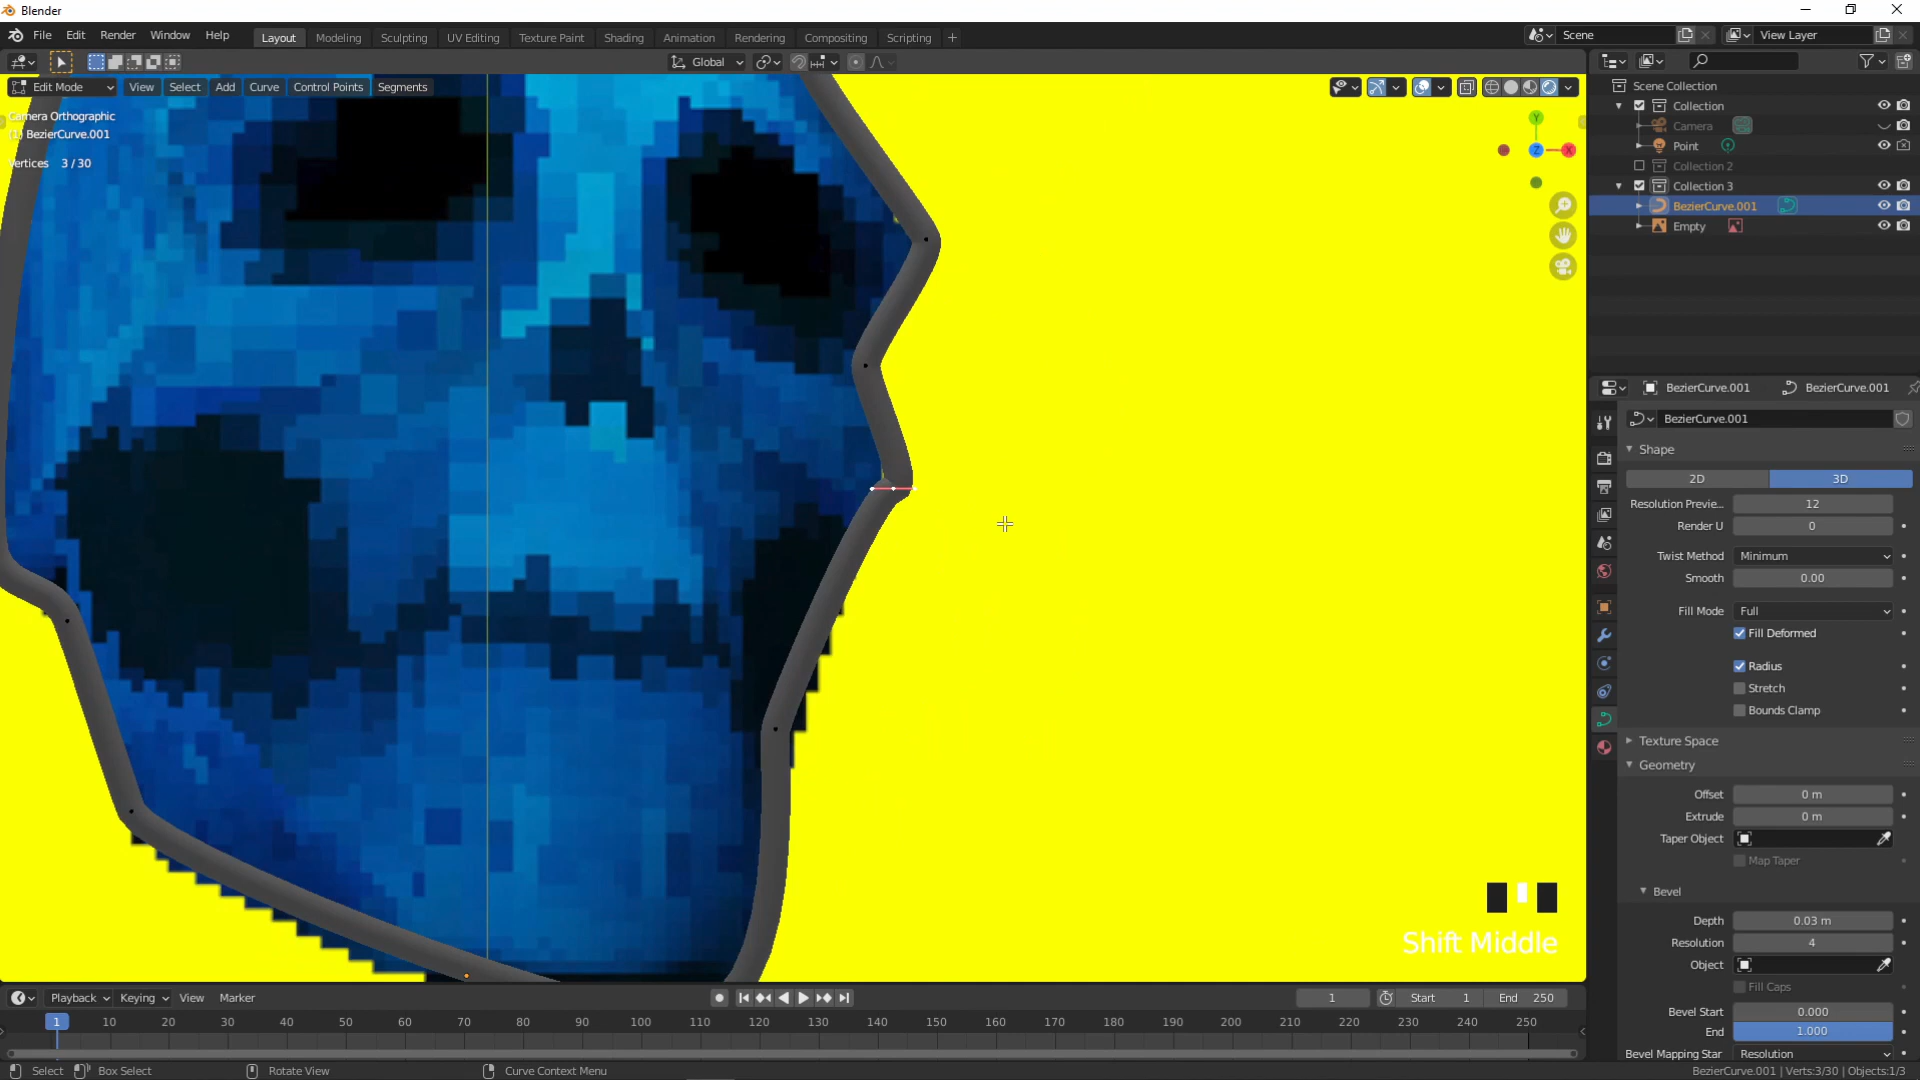 Blender
File Edit Render Window Help Layout Modeling Sculpting UV Editing Texture Paint Shading Animation Rendering Compositing Scripting + Scene View Layer
Global
Edit Mode View Select Add Curve Control Points Segments
Camera Orthographic
(1) BezierCurve.001
Vertices 3 / 30
Y
Z
X
Scene Collection
Collection
Camera
Point
Collection 2
Collection 3
BezierCurve.001
Empty
BezierCurve.001 BezierCurve.001
BezierCurve.001
Shape
2D 3D
Resolution Previe... 12
Render U 0
Twist Method Minimum
Smooth 0.00
Fill Mode Full
Fill Deformed
Radius
Stretch
Bounds Clamp
Texture Space
Geometry
Offset 0 m
Extrude 0 m
Taper Object
Map Taper
Bevel
Depth 0.03 m
Resolution 4
Object
Fill Caps
Bevel Start 0.000
End 1.000
Bevel Mapping Star Resolution
Shift Middle
Playback Keying View Marker 1 Start 1 End 250
1 10 20 30 40 50 60 70 80 90 100 110 120 130 140 150 160 170 180 190 200 210 220 230 240 250
Select Box Select Rotate View Curve Context Menu BezierCurve.001 | Verts:3/30 | Objects:1/3